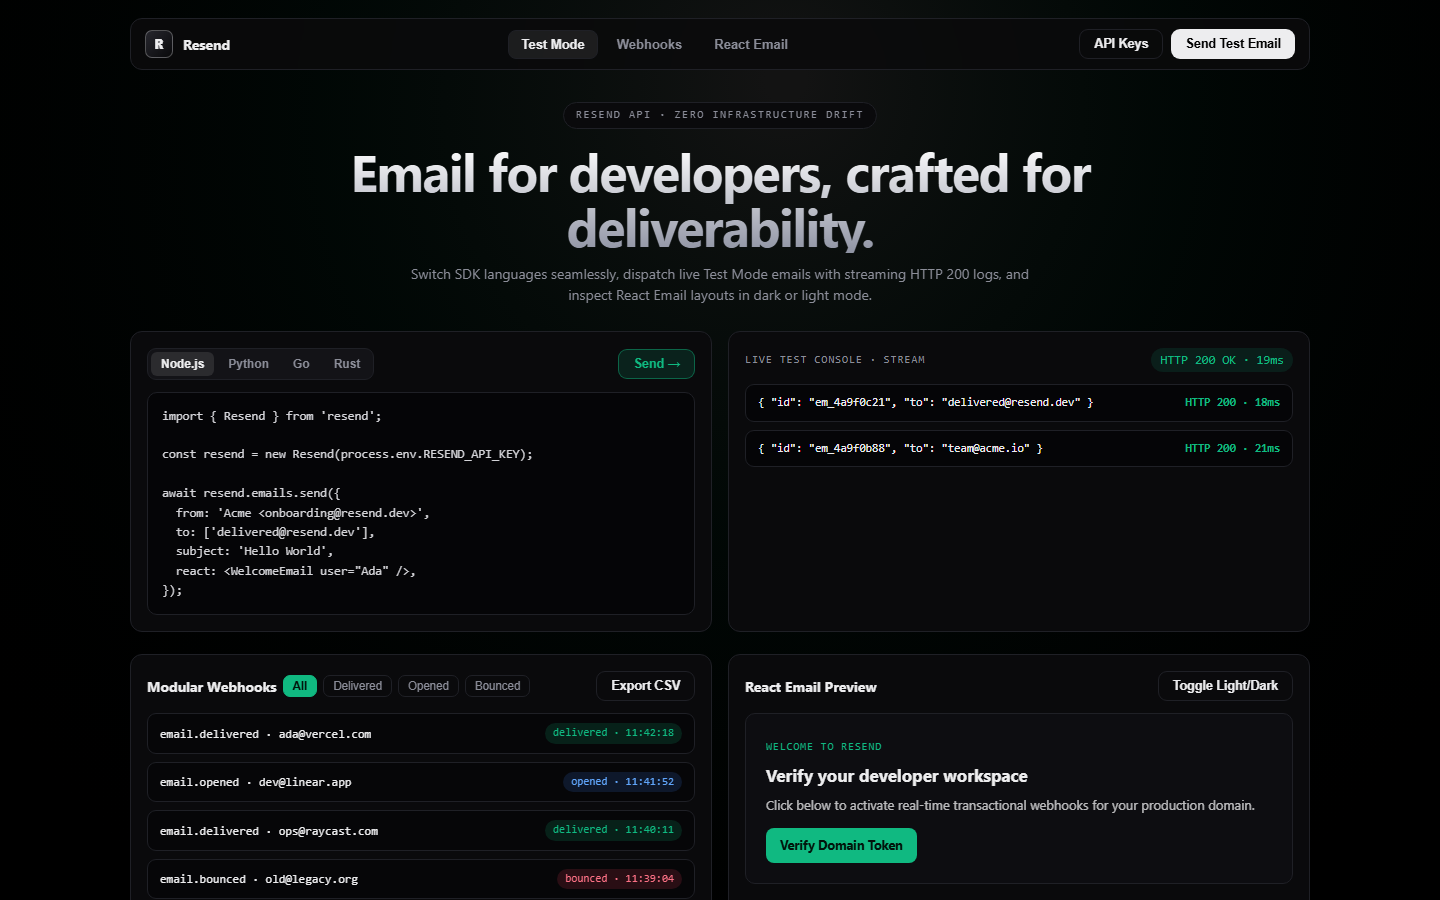 R Resend Test Mode Webhooks React Email API Keys Send Test Email
RESEND API · ZERO INFRASTRUCTURE DRIFT
Email for developers, crafted for
deliverability.
Switch SDK languages seamlessly, dispatch live Test Mode emails with streaming HTTP 200 logs, and
inspect React Email layouts in dark or light mode.
Node.js Python Go Rust Send →
import { Resend } from 'resend';
const resend = new Resend(process.env.RESEND_API_KEY);
await resend.emails.send({
  from: 'Acme <onboarding@resend.dev>',
  to: ['delivered@resend.dev'],
  subject: 'Hello World',
  react: <WelcomeEmail user="Ada" />,
});
LIVE TEST CONSOLE · STREAM HTTP 200 OK · 19ms
{ "id": "em_4a9f0c21", "to": "delivered@resend.dev" } HTTP 200 · 18ms
{ "id": "em_4a9f0b88", "to": "team@acme.io" } HTTP 200 · 21ms
Modular Webhooks All Delivered Opened Bounced Export CSV
email.delivered · ada@vercel.com delivered · 11:42:18
email.opened · dev@linear.app opened · 11:41:52
email.delivered · ops@raycast.com delivered · 11:40:11
email.bounced · old@legacy.org bounced · 11:39:04
React Email Preview Toggle Light/Dark
WELCOME TO RESEND
Verify your developer workspace
Click below to activate real-time transactional webhooks for your production domain.
Verify Domain Token